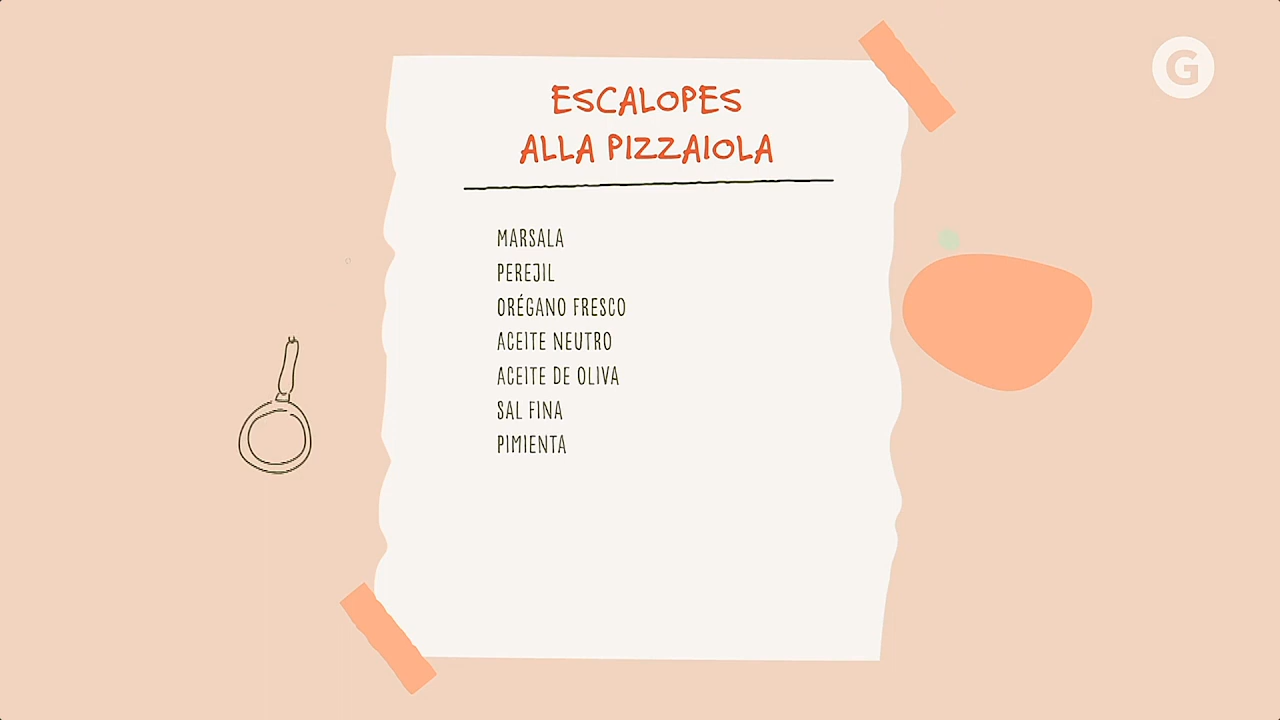 G
ESCALOPES
ALLA PIZZAIOLA
MARSALA
PEREJIL
ORÉGANO FRESCO
ACEITE NEUTRO
ACEITE DE OLIVA
SAL FINA
PIMIENTA